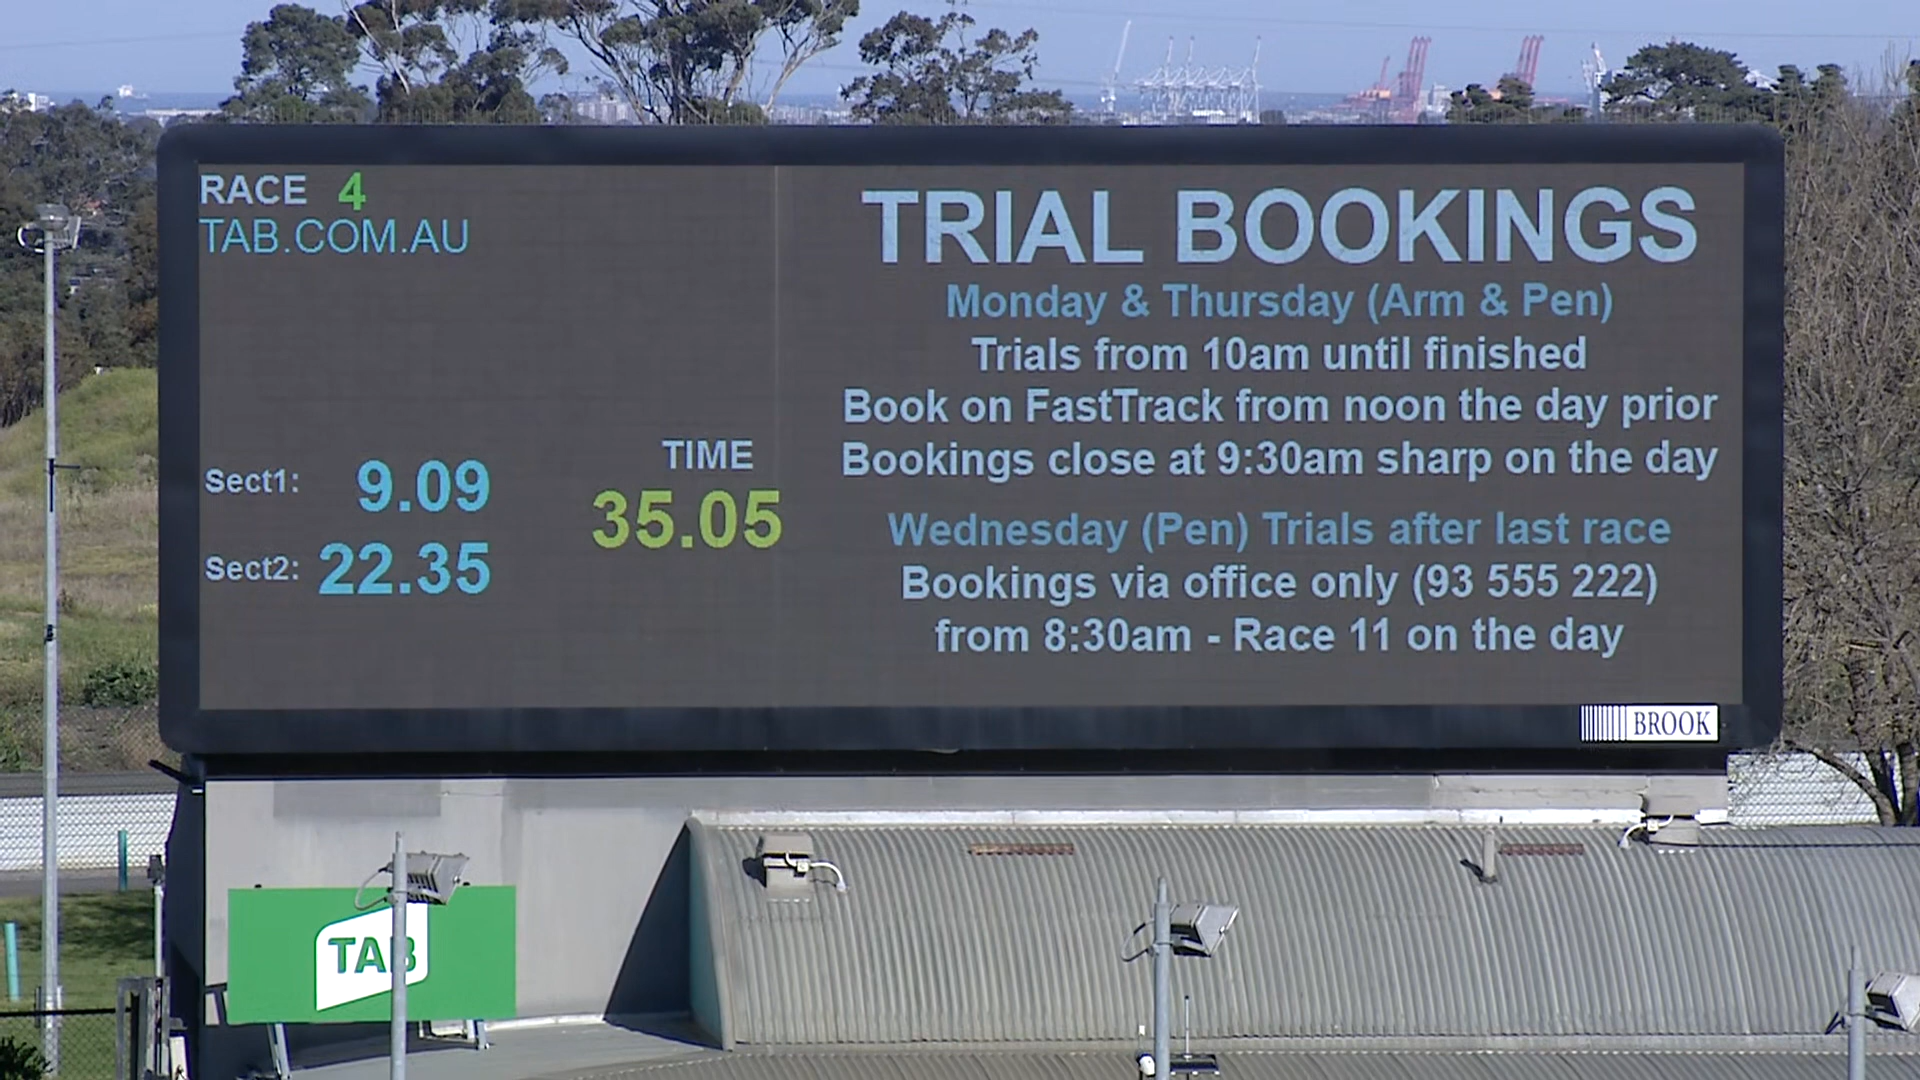 RACE 4
TAB.COM.AU
Sect1: 9.09
Sect2: 22.35
TIME
35.05
TRIAL BOOKINGS
Monday & Thursday (Arm & Pen)
Trials from 10am until finished
Book on FastTrack from noon the day prior
Bookings close at 9:30am sharp on the day
Wednesday (Pen) Trials after last race
Bookings via office only (93 555 222)
from 8:30am - Race 11 on the day
BROOK
TAB